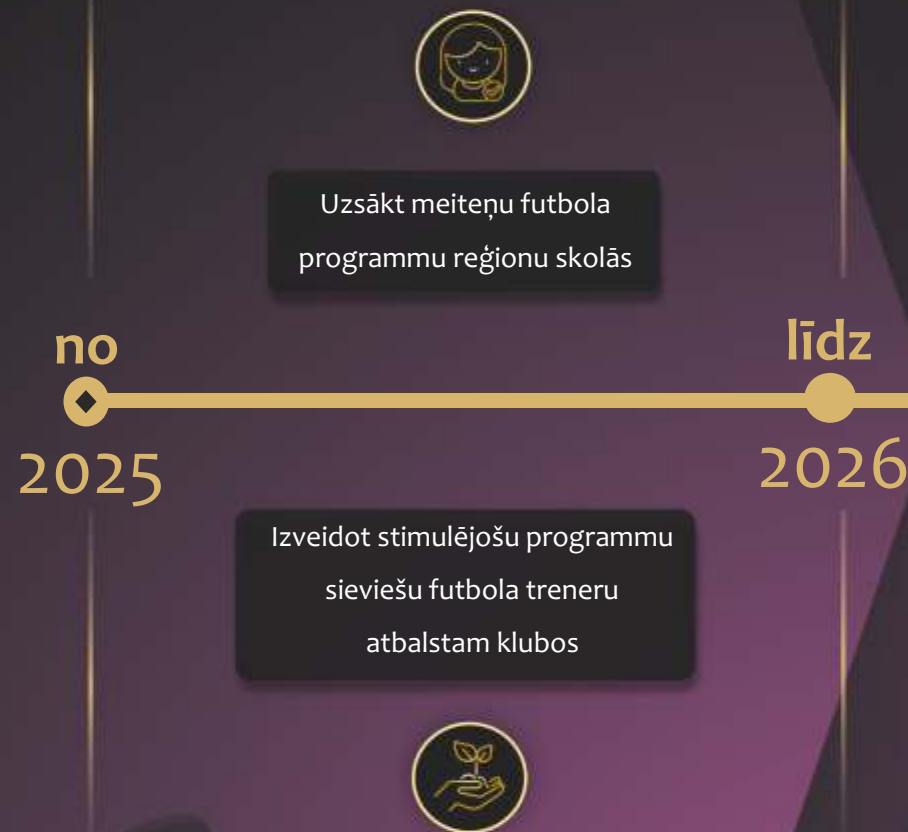 Uzsākt meiteņu futbola
programmu reģionu skolās
no
līdz
2025
2026
Izveidot stimulējošu programmu
sieviešu futbola treneru
atbalstam klubos